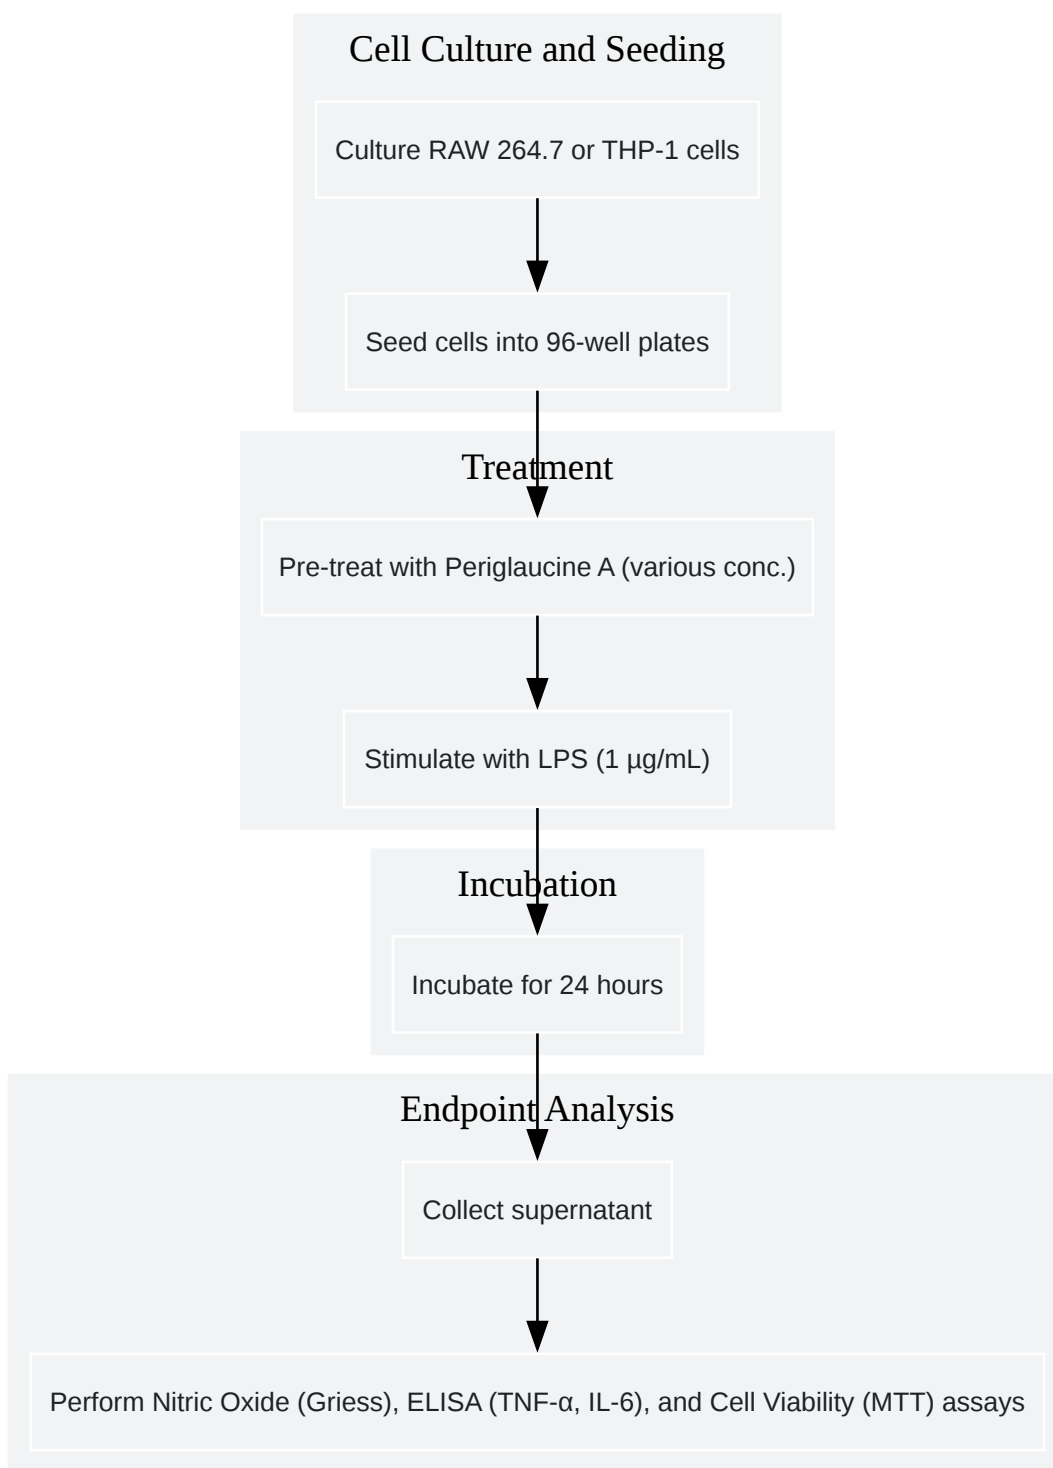 Cell Culture and Seeding
Culture RAW 264.7 or THP-1 cells
Seed cells into 96-well plates
Treatment
Pre-treat with Periglaucine A (various conc.)
Stimulate with LPS (1 µg/mL)
Incubation
Incubate for 24 hours
Endpoint Analysis
Collect supernatant
Perform Nitric Oxide (Griess), ELISA (TNF-α, IL-6), and Cell Viability (MTT) assays